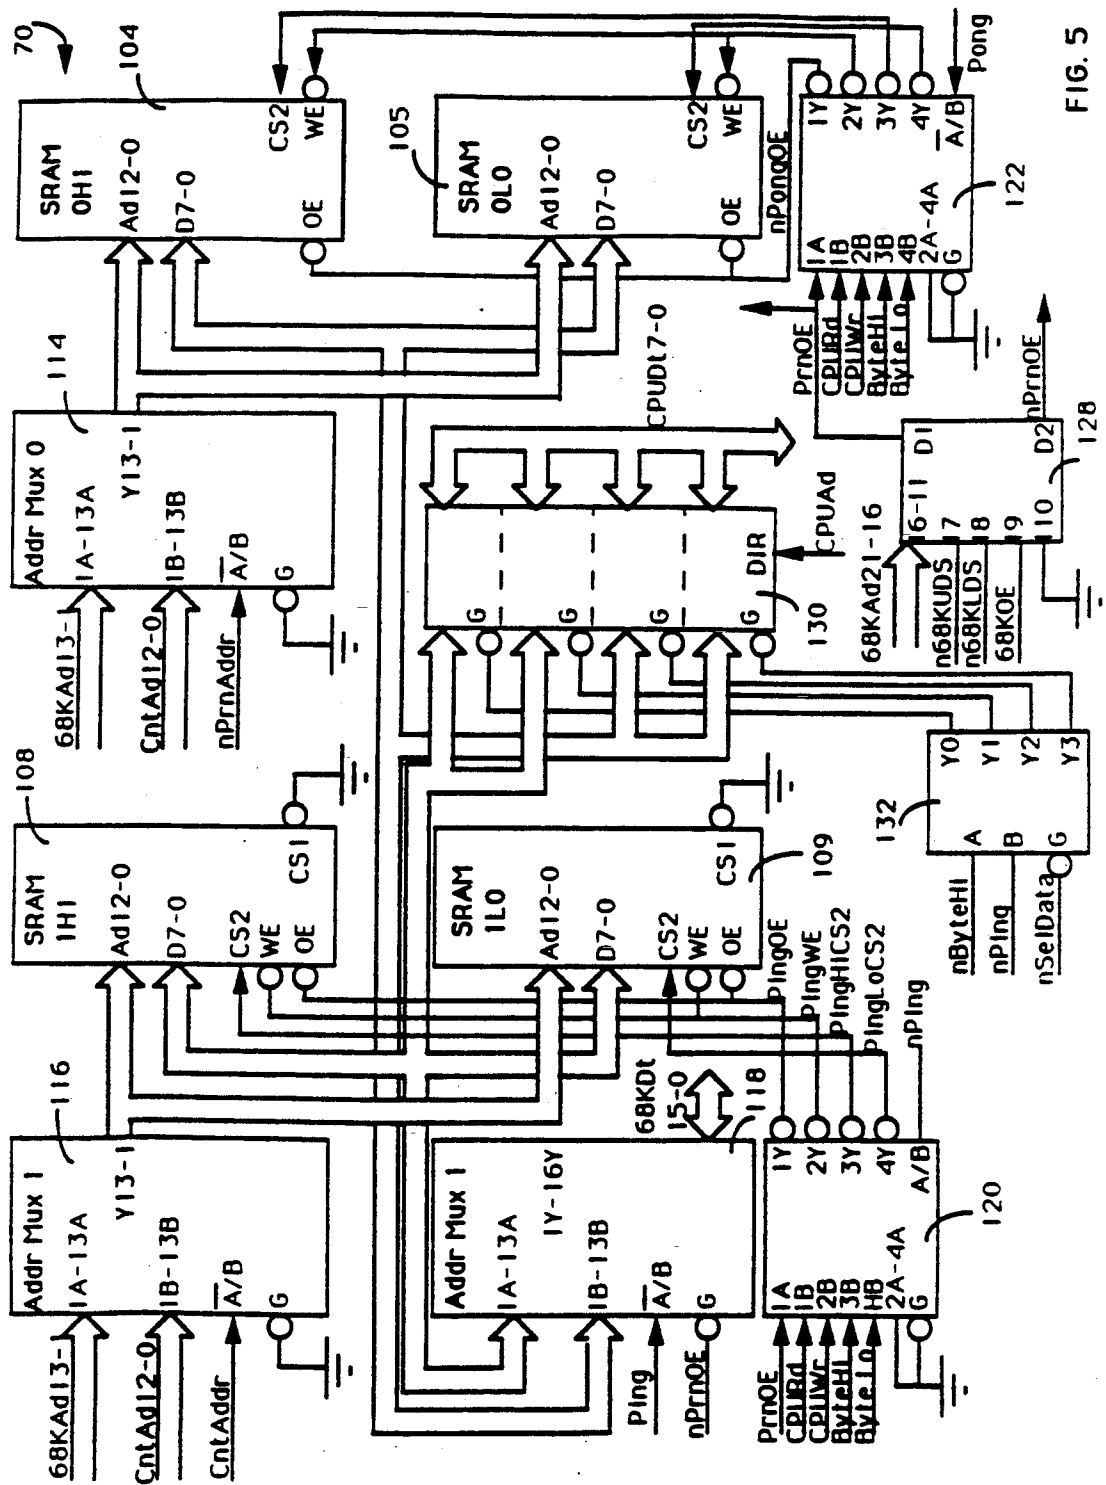 70
104
SRAM
0HI
Ad12-0
D7-0
CS2
WE
OE
105
SRAM
0L0
Ad12-0
D7-0
CS2
WE
OE
nPongOE
1Y
2Y
3Y
4Y
A/B
Pong
1A
1B
2B
3B
4B
2A-4A
G
122
FIG. 5
PrnOE
CPURd
CPUWr
ByteHi
ByteLo
114
Addr Mux 0
1A-13A
Y13-1
1B-13B
A/B
G
68KAd13-1
CntAd12-0
nPrnAddr
CPUDt7-0
G
G
G
G
DIR
CPUAd
130
68KAd21-16
n68KUDS
n68KLDS
68KOE
I6-11
I7
I8
I9
I10
D1
D2
nPrnOE
128
108
SRAM
1HI
Ad12-0
D7-0
CS2
WE
OE
CS1
SRAM
1L0
Ad12-0
D7-0
CS2
WE
OE
CS1
109
132
Y0
Y1
Y2
Y3
A
B
G
nByteHi
nPing
nSelData
PingOE
PingWE
PingHiCS2
PingLoCS2
nPing
116
Addr Mux 1
1A-13A
Y13-1
1B-13B
A/B
G
68KAd13-1
CntAd12-0
CntAddr
68KDt
15-0
118
Addr Mux 1
1A-13A
1Y-16Y
1B-13B
A/B
G
Ping
nPrnOE
1Y
2Y
3Y
4Y
A/B
1A
1B
2B
3B
HB
2A-4A
G
120
PrnOE
CPURd
CPUWr
ByteHi
ByteLo